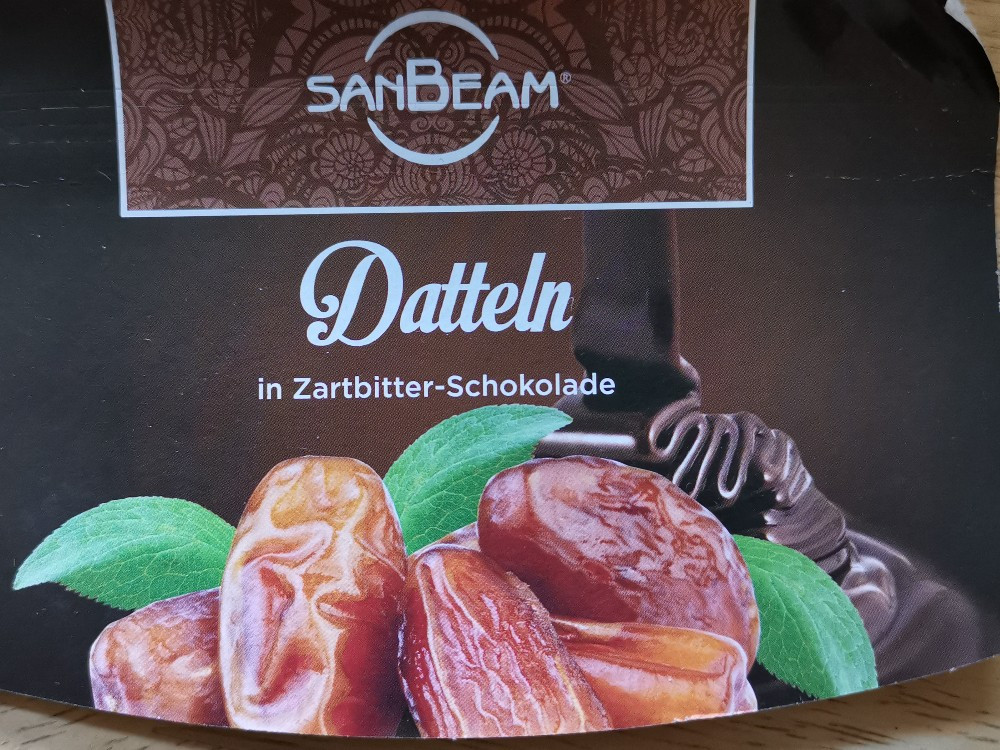 SANBEAM®
Datteln
in Zartbitter-Schokolade